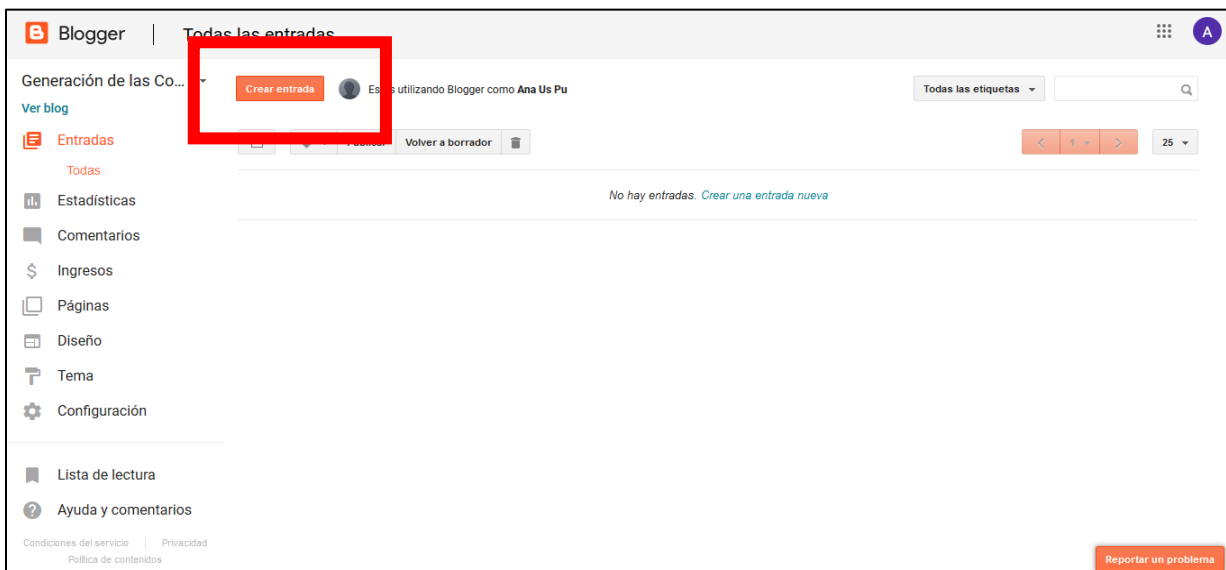 Blogger | Todas las entradas
A
Generación de las Co...
Ver blog
Crear entrada
utilizando Blogger como Ana Us Pu
Todas las etiquetas
Entradas
Todas
Volver a borrador
1
25
No hay entradas. Crear una entrada nueva
Estadísticas
Comentarios
Ingresos
Páginas
Diseño
Tema
Configuración
Lista de lectura
Ayuda y comentarios
Condiciones del servicio | Privacidad
Política de contenidos
Reportar un problema